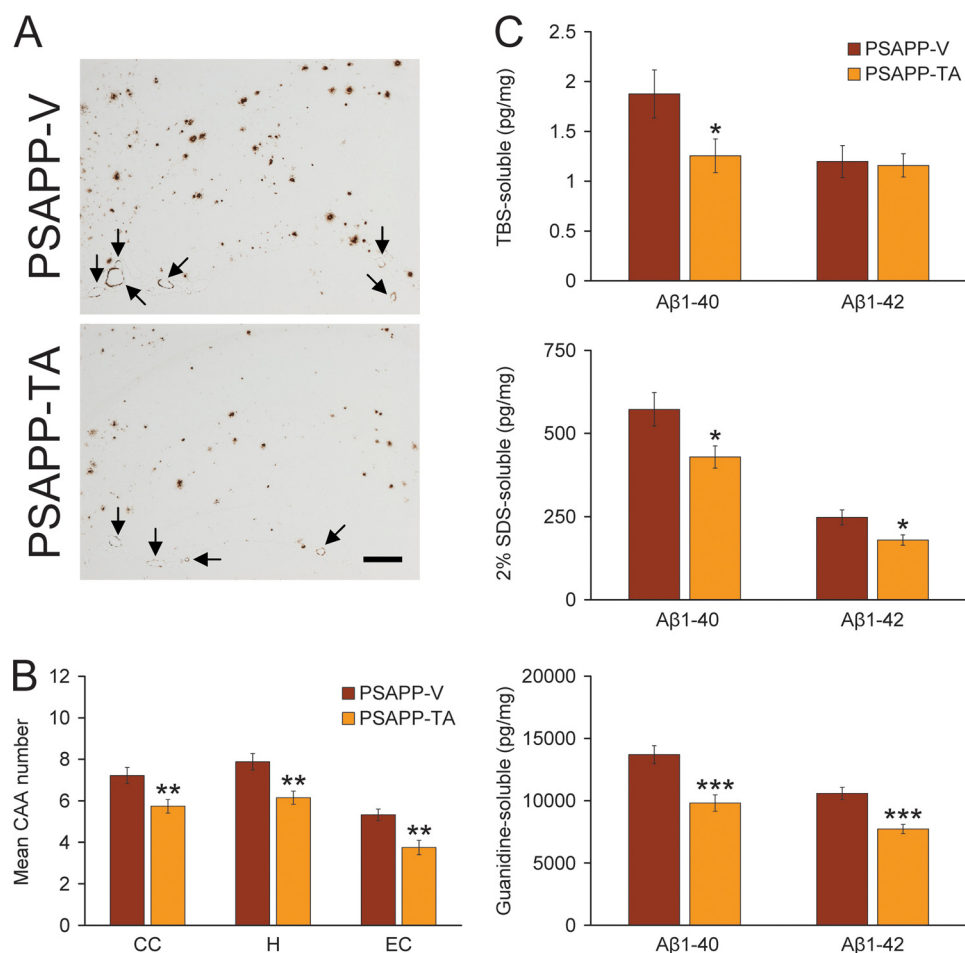 A
PSAPP-V
PSAPP-TA
B
Mean CAA number
12
10
8
6
4
2
0
PSAPP-V
PSAPP-TA
**
**
**
CC
H
EC
C
TBS-soluble (pg/mg)
2.5
2
1.5
1
0.5
0
PSAPP-V
PSAPP-TA
*
Aβ1-40
Aβ1-42
2% SDS-soluble (pg/mg)
750
500
250
0
*
*
Aβ1-40
Aβ1-42
Guanidine-soluble (pg/mg)
20000
15000
10000
5000
0
***
***
Aβ1-40
Aβ1-42